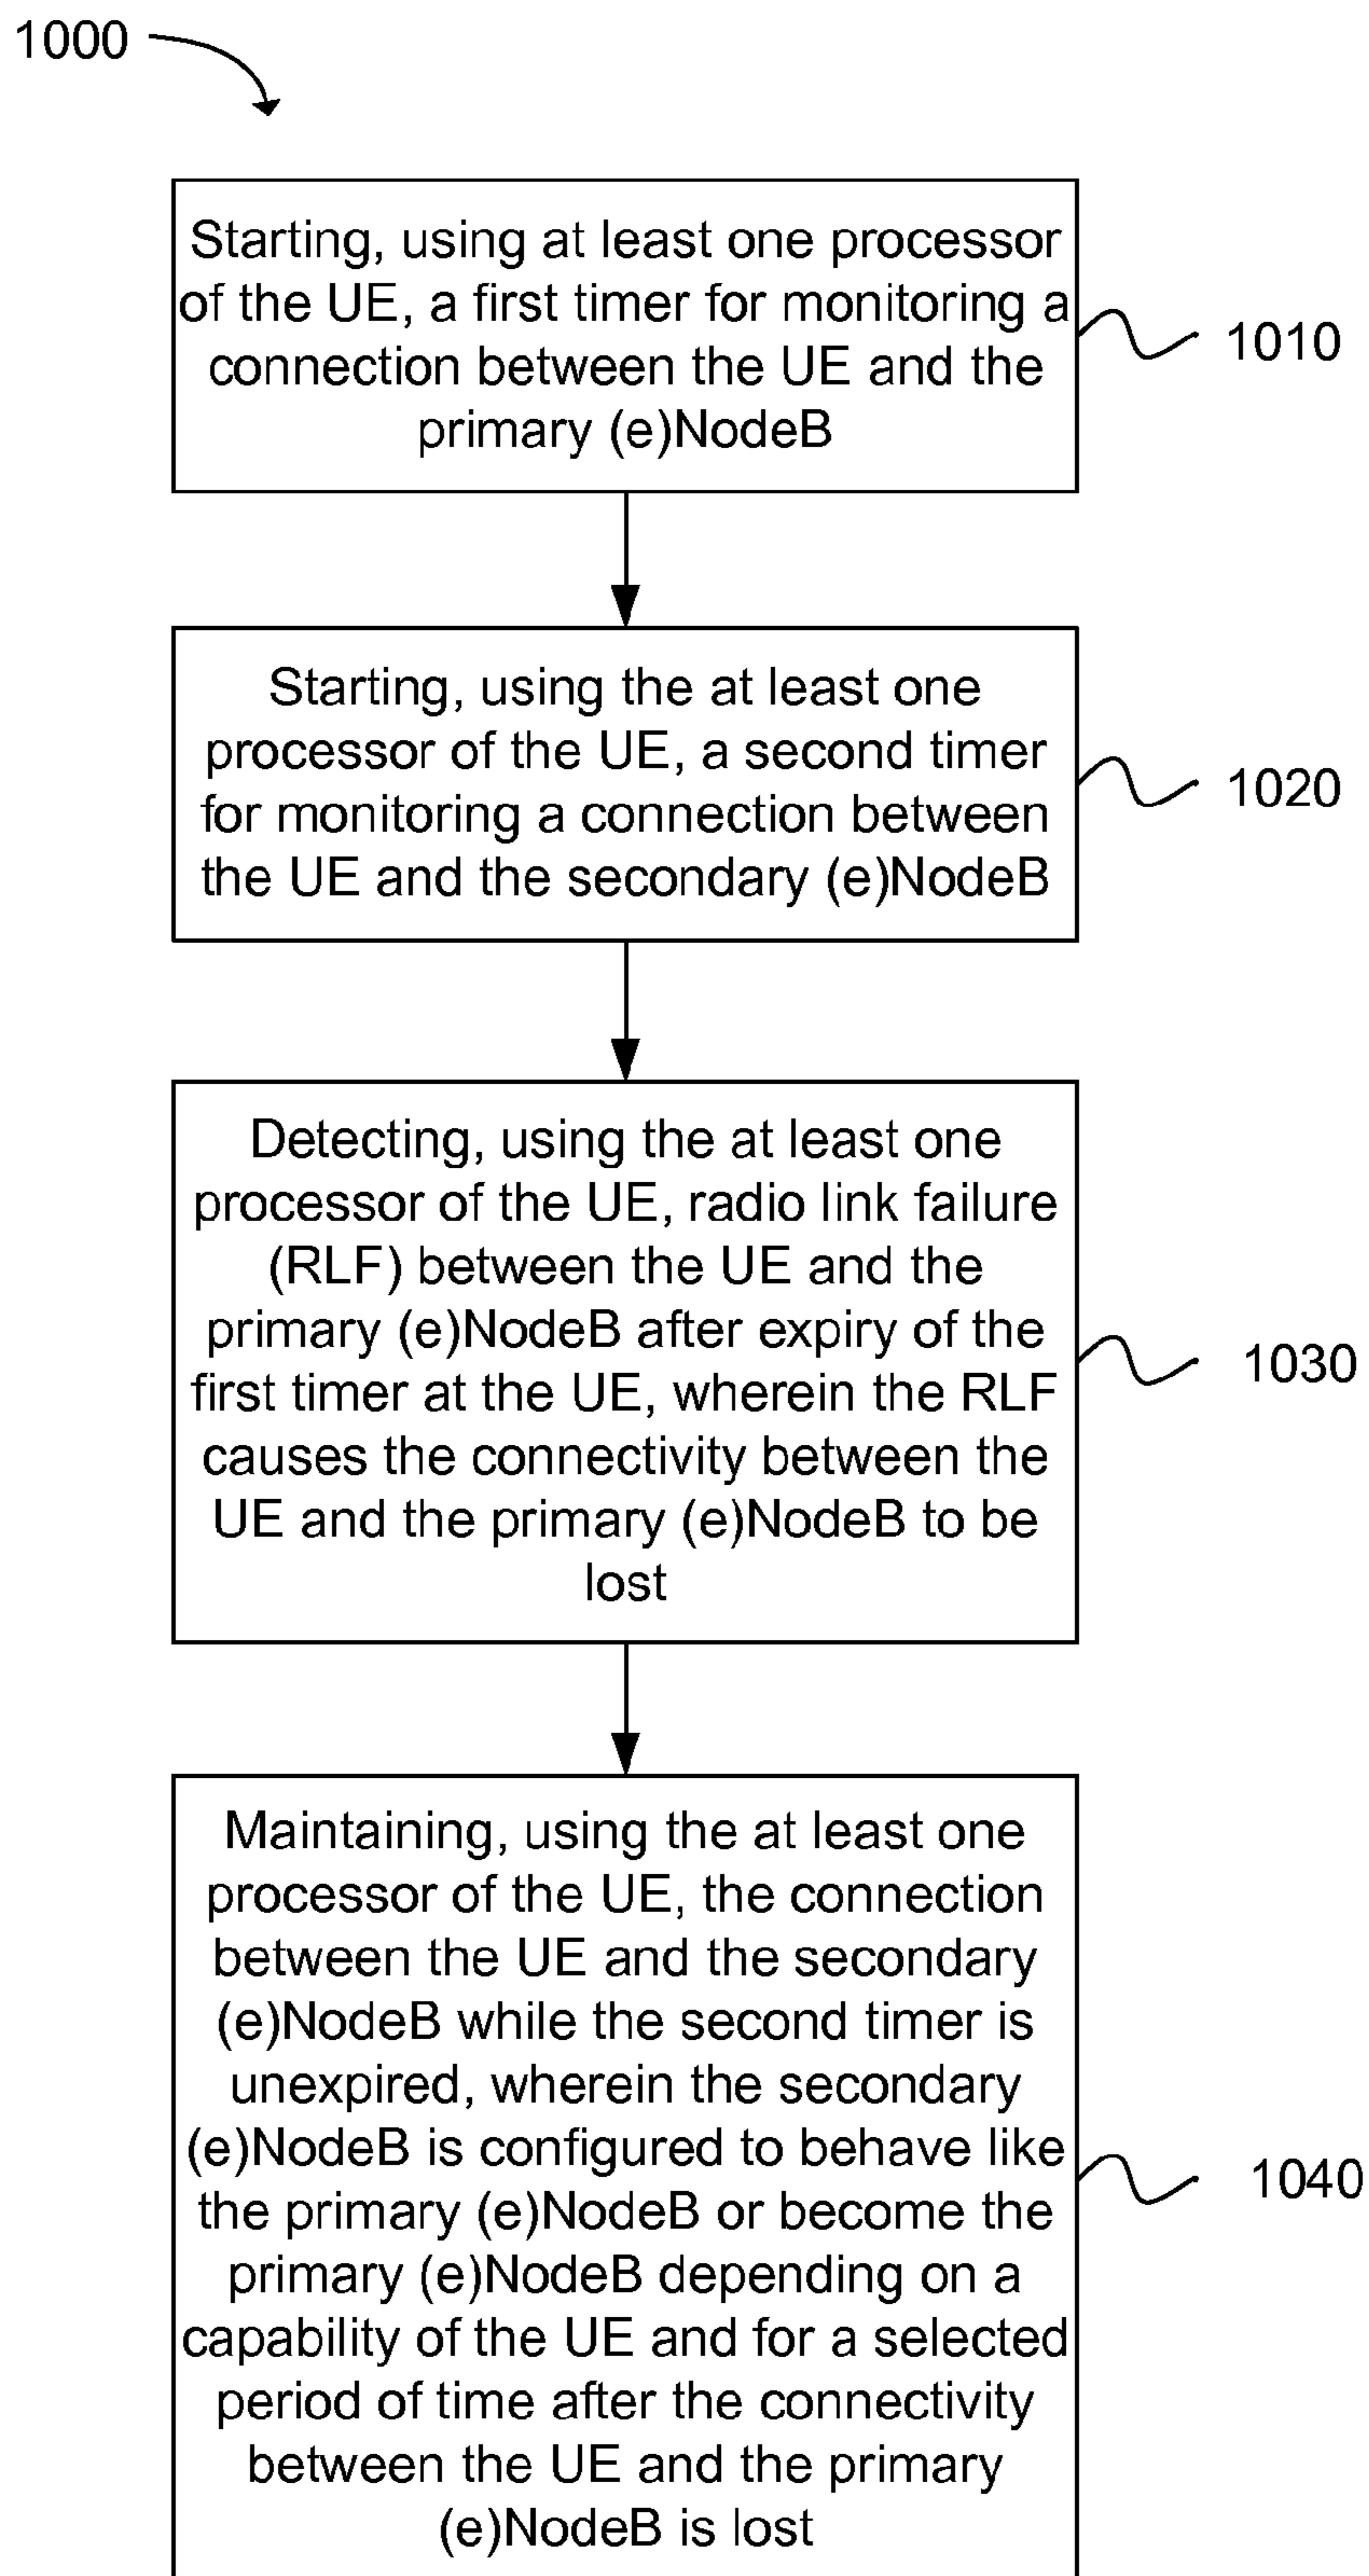 1000
Starting, using at least one processor
of the UE, a first timer for monitoring a
connection between the UE and the
primary (e)NodeB
1010
Starting, using the at least one
processor of the UE, a second timer
for monitoring a connection between
the UE and the secondary (e)NodeB
1020
Detecting, using the at least one
processor of the UE, radio link failure
(RLF) between the UE and the
primary (e)NodeB after expiry of the
first timer at the UE, wherein the RLF
causes the connectivity between the
UE and the primary (e)NodeB to be
lost
1030
Maintaining, using the at least one
processor of the UE, the connection
between the UE and the secondary
(e)NodeB while the second timer is
unexpired, wherein the secondary
(e)NodeB is configured to behave like
the primary (e)NodeB or become the
primary (e)NodeB depending on a
capability of the UE and for a selected
period of time after the connectivity
between the UE and the primary
(e)NodeB is lost
1040